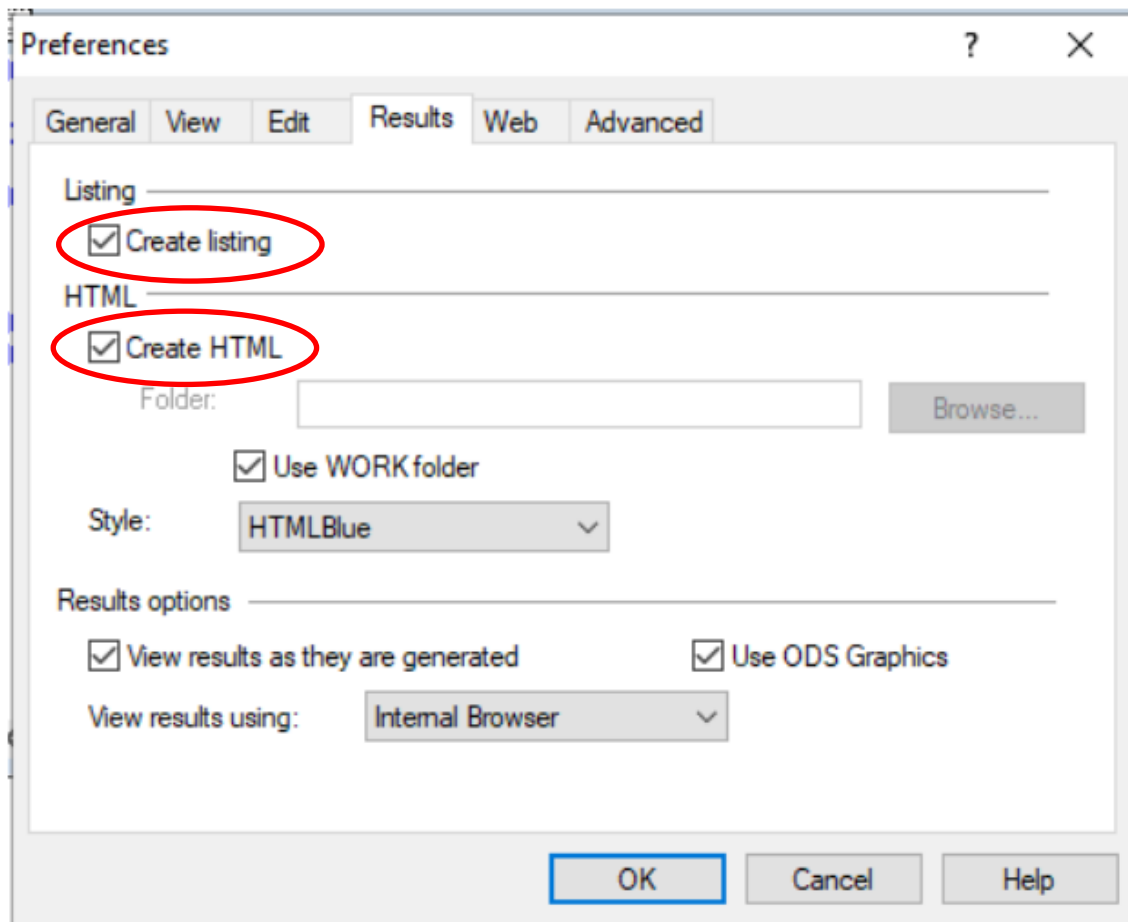 Preferences ?
General View Edit Results Web Advanced
Listing
Create listing
HTML
Create HTML
Folder: Browse...
Use WORK folder
Style: HTMLBlue
Results options
View results as they are generated Use ODS Graphics
View results using: Internal Browser
OK Cancel Help